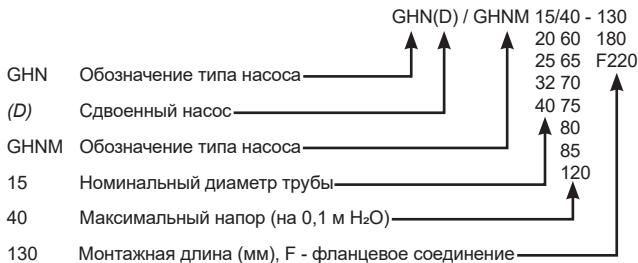 GHN(D) / GHNM 15/40 - 130
20 60 180
25 65 F220
GHN Обозначение типа насоса
32 70
(D) Сдвоенный насос
40 75
80
GHNM Обозначение типа насоса
85
120
15 Номинальный диаметр трубы
40 Максимальный напор (на 0,1 м H₂O)
130 Монтажная длина (мм), F - фланцевое соединение